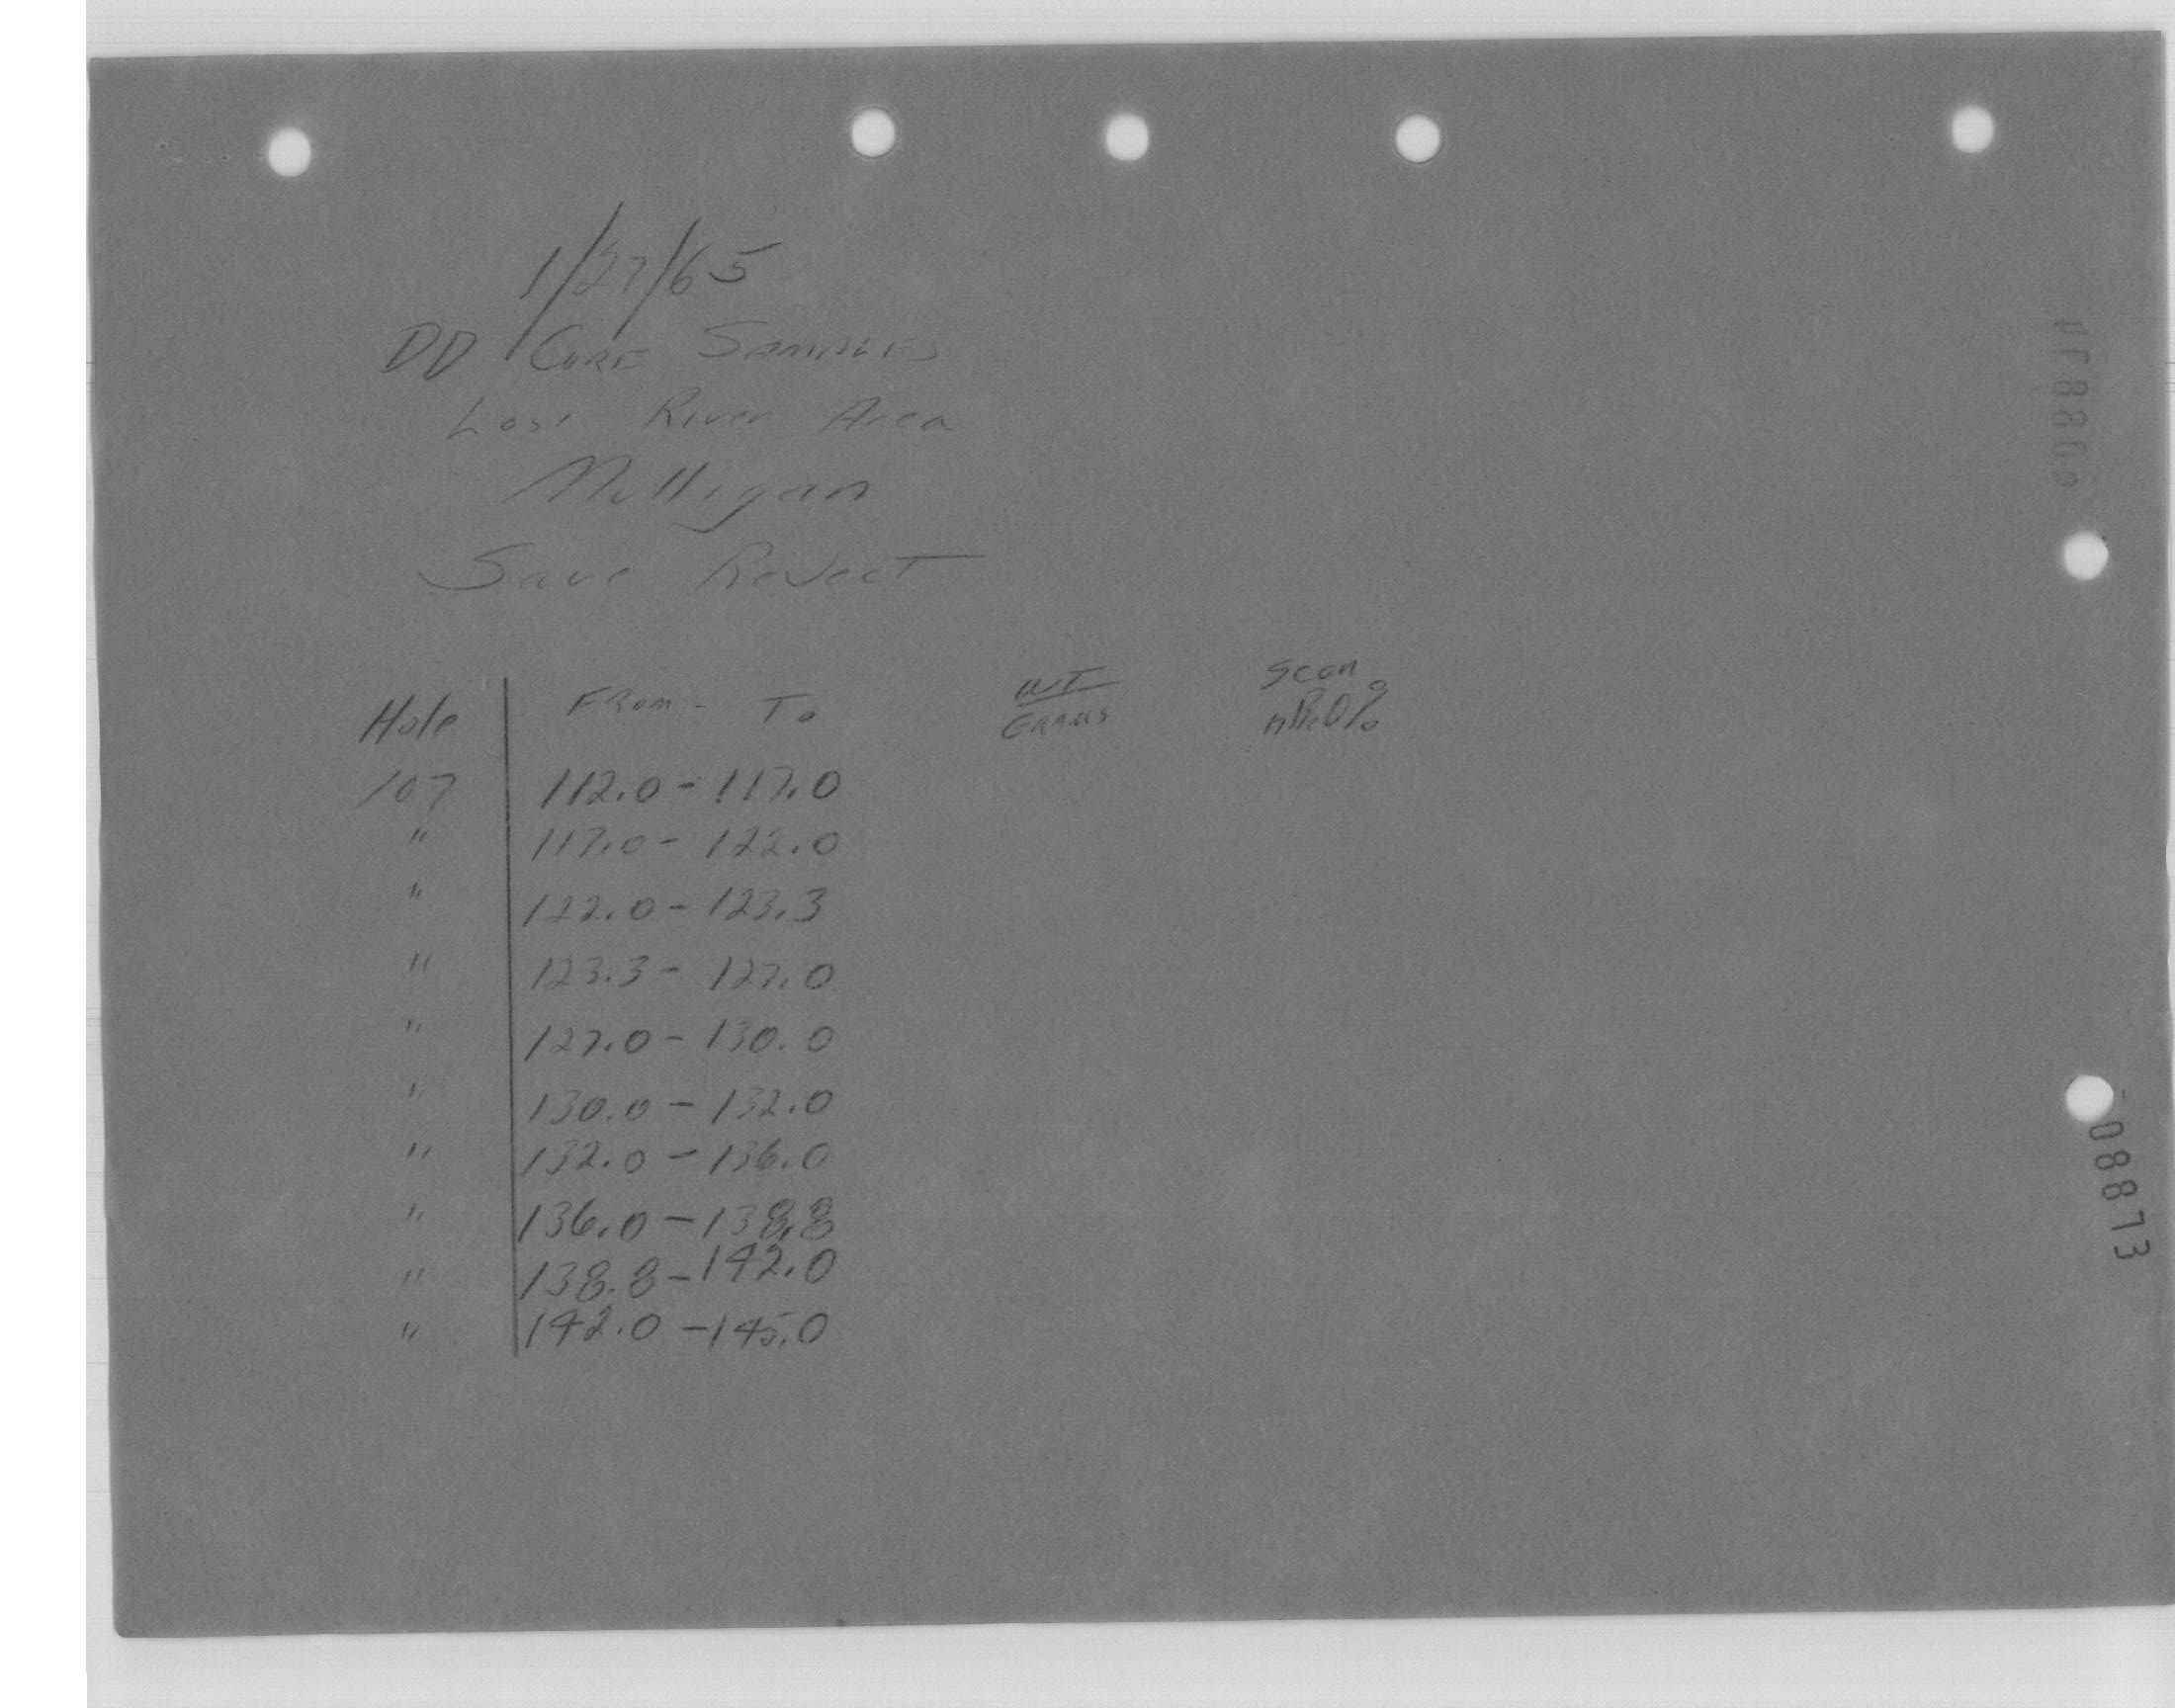 1/27/65
DD Core Samples
Lost River Area
Mulligan
Save Reject
Hole From - To WT GRAMS Scan nBeO%
107 112.0 - 117.0
" 117.0 - 122.0
" 122.0 - 123.3
" 123.3 - 127.0
" 127.0 - 130.0
" 130.0 - 132.0
" 132.0 - 136.0
" 136.0 - 138.8
" 138.8 - 142.0
" 142.0 - 145.0
08873